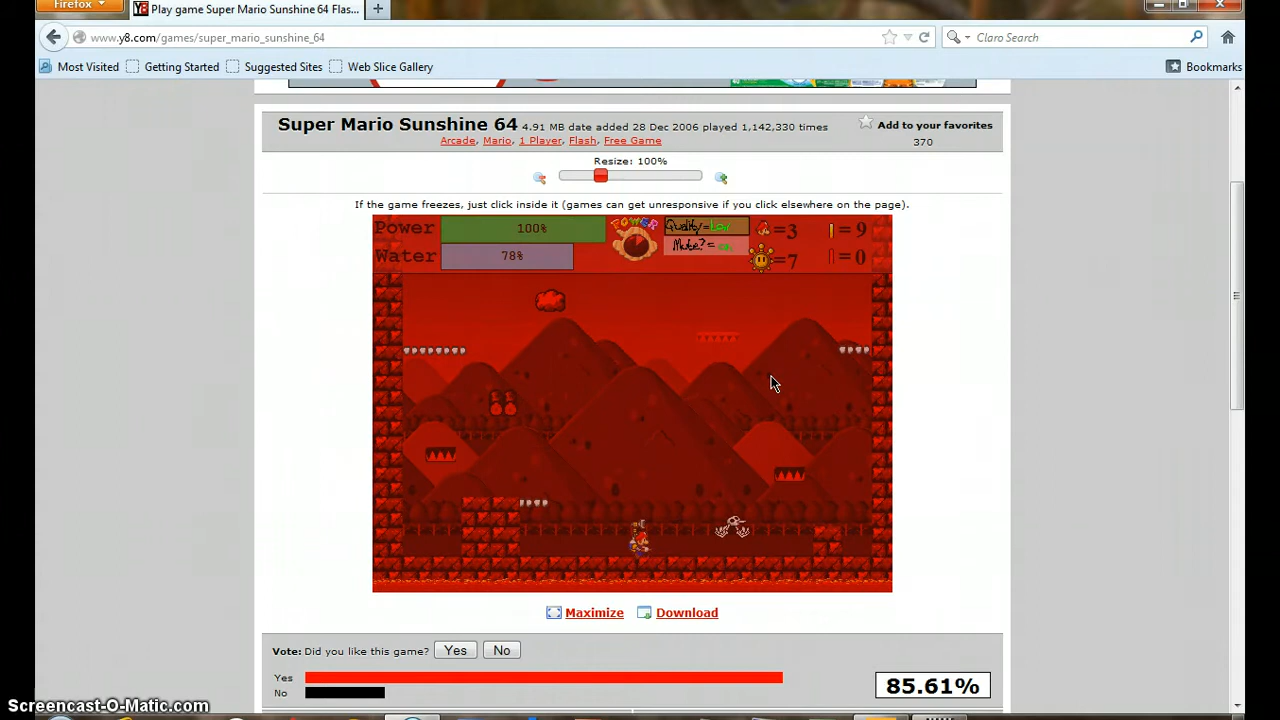 Firefox
Y8 Play game Super Mario Sunshine 64 Flas...
www.y8.com/games/super_mario_sunshine_64
Claro Search
Most Visited Getting Started Suggested Sites Web Slice Gallery Bookmarks
Super Mario Sunshine 64 4.91 MB date added 28 Dec 2006 played 1,142,330 times
Add to your favorites
Arcade, Mario, 1 Player, Flash, Free Game
370
Resize: 100%
If the game freezes, just click inside it (games can get unresponsive if you click elsewhere on the page).
Power 100% POWER Quality=Low =3 = 9
Water 78% Mute?= =7 = 0
Maximize Download
Vote: Did you like this game? Yes No
Yes
No
85.61%
Screencast-O-Matic.com